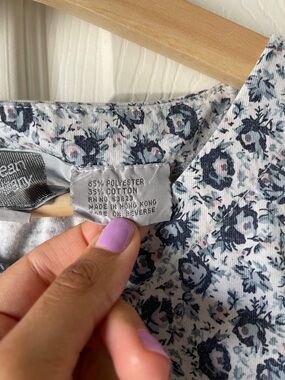 65% POLYESTER
35% COTTON
RN NO. 53823
MADE IN HONG KONG
CARE ON REVERSE